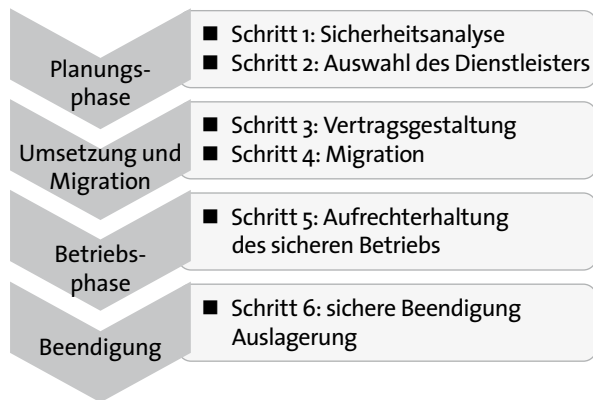 Planungs-
phase
■ Schritt 1: Sicherheitsanalyse
■ Schritt 2: Auswahl des Dienstleisters
Umsetzung und
Migration
■ Schritt 3: Vertragsgestaltung
■ Schritt 4: Migration
Betriebs-
phase
■ Schritt 5: Aufrechterhaltung
des sicheren Betriebs
Beendigung
■ Schritt 6: sichere Beendigung
Auslagerung